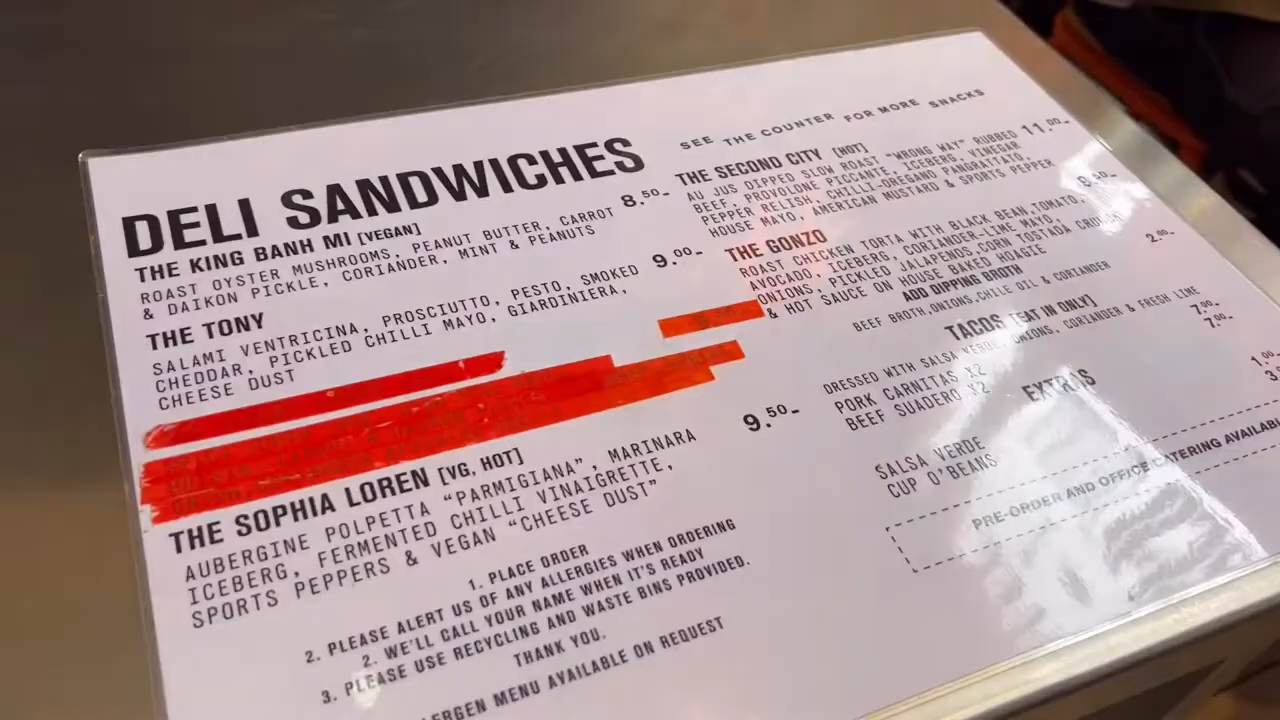 DELI SANDWICHES
THE KING BANH MI [VEGAN] 8.50-
ROAST OYSTER MUSHROOMS, PEANUT BUTTER, CARROT
& DAIKON PICKLE, CORIANDER, MINT & PEANUTS
THE TONY 9.00-
SALAMI VENTRICINA, PROSCIUTTO, PESTO, SMOKED
CHEDDAR, PICKLED CHILLI MAYO, GIARDINIERA,
CHEESE DUST
THE SOPHIA LOREN [VG, HOT] 9.50-
AUBERGINE POLPETTA "PARMIGIANA", MARINARA
ICEBERG, FERMENTED CHILLI VINAIGRETTE,
SPORTS PEPPERS & VEGAN "CHEESE DUST"
1. PLACE ORDER
2. PLEASE ALERT US OF ANY ALLERGIES WHEN ORDERING
2. WE'LL CALL YOUR NAME WHEN IT'S READY
3. PLEASE USE RECYCLING AND WASTE BINS PROVIDED.
THANK YOU.
LERGEN MENU AVAILABLE ON REQUEST
SEE THE COUNTER FOR MORE SNACKS
THE SECOND CITY [HOT] 11.00-
AU JUS DIPPED SLOW ROAST "WRONG WAY" RUBBED
BEEF, PROVOLONE PICCANTE, ICEBERG, VINEGAR
PEPPER RELISH, CHILLI-OREGANO PANGRATTATO,
HOUSE MAYO, AMERICAN MUSTARD & SPORTS PEPPER
THE GONZO 9.50-
ROAST CHICKEN TORTA WITH BLACK BEAN, TOMATO,
AVOCADO, ICEBERG, CORIANDER-LIME MAYO,
ONIONS, PICKLED JALAPENOS, CORN TOSTADA CRUNCH
& HOT SAUCE ON HOUSE BAKED HOAGIE
ADD DIPPING BROTH 2.00-
BEEF BROTH, ONIONS, CHILE OIL & CORIANDER
TACOS [EAT IN ONLY]
DRESSED WITH SALSA VERDE, ONIONS, CORIANDER & FRESH LIME
PORK CARNITAS X2 7.00-
BEEF SUADERO X2 7.00-
EXTRAS
SALSA VERDE 1.00
CUP O'BEANS
PRE-ORDER AND OFFICE CATERING AVAILAB